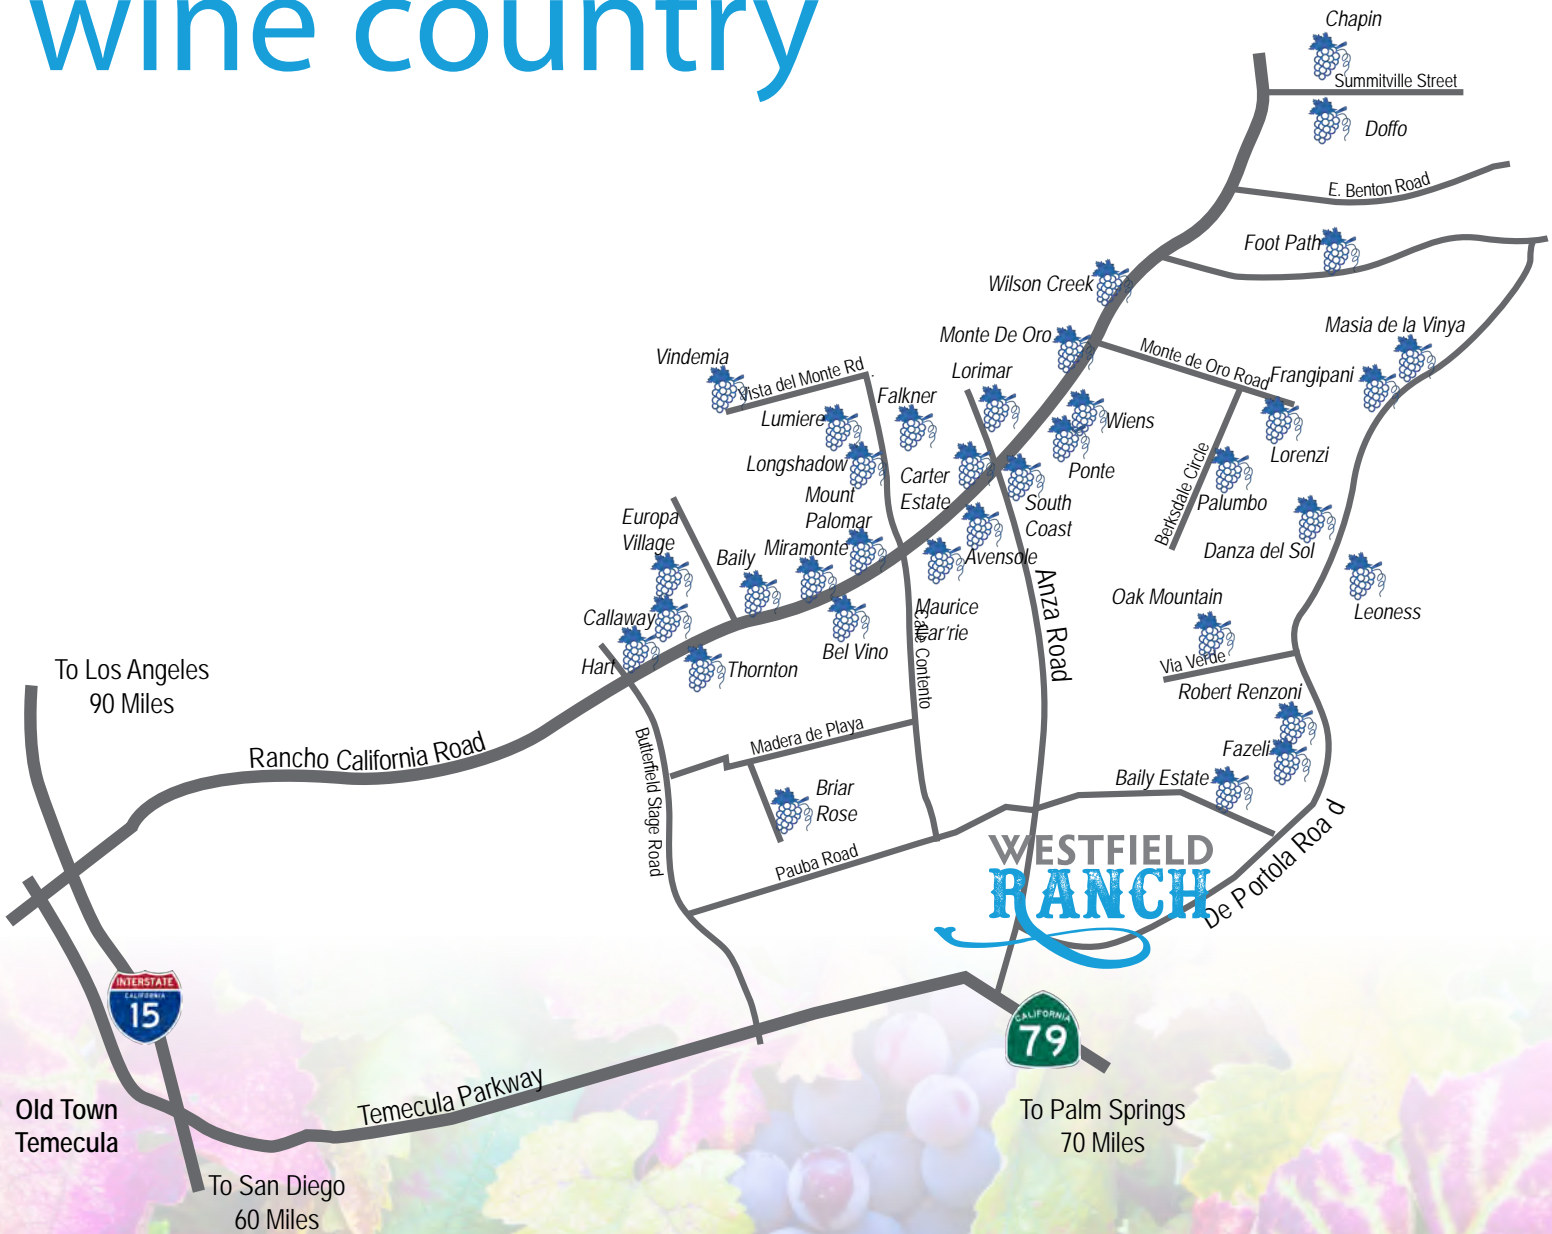 wine country
Chapin
Summitville Street
Doffo
E. Benton Road
Foot Path
Wilson Creek
Masia de la Vinya
Monte De Oro
Monte de Oro Road
Frangipani
Vindemia
Vista del Monte Rd.
Lorimar
Falkner
Lumiere
Wiens
Lorenzi
Longshadow
Carter
Estate
Ponte
Berksdale Circle
Palumbo
Mount
Palomar
South
Coast
Europa
Village
Miramonte
Baily
Avensole
Danza del Sol
Anza Road
Oak Mountain
Leoness
Callaway
Maurice
Car'rie
Calle Contento
Bel Vino
Hart
Thornton
Via Verde
To Los Angeles
90 Miles
Robert Renzoni
Rancho California Road
Butterfield Stage Road
Madera de Playa
Fazeli
Baily Estate
Briar
Rose
Pauba Road
De Portola Roa d
WESTFIELD
RANCH
INTERSTATE
CALIFORNIA
15
CALIFORNIA
79
Temecula Parkway
Old Town
Temecula
To Palm Springs
70 Miles
To San Diego
60 Miles